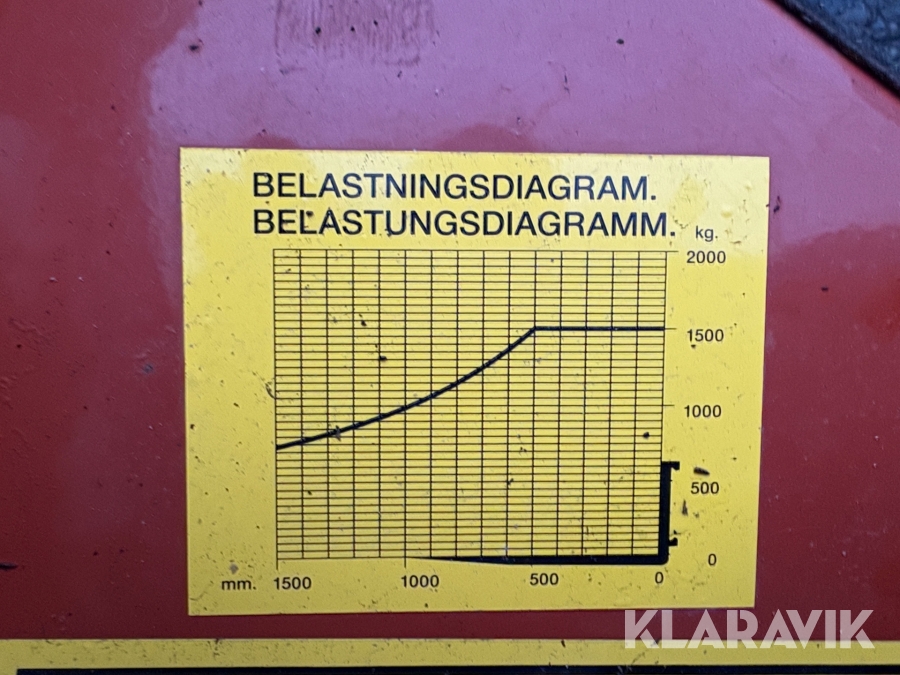 BELASTNINGSDIAGRAM.
BELASTUNGSDIAGRAMM.
kg.
2000
1500
1000
500
0
mm. 1500 1000 500 0
KLARAVIK